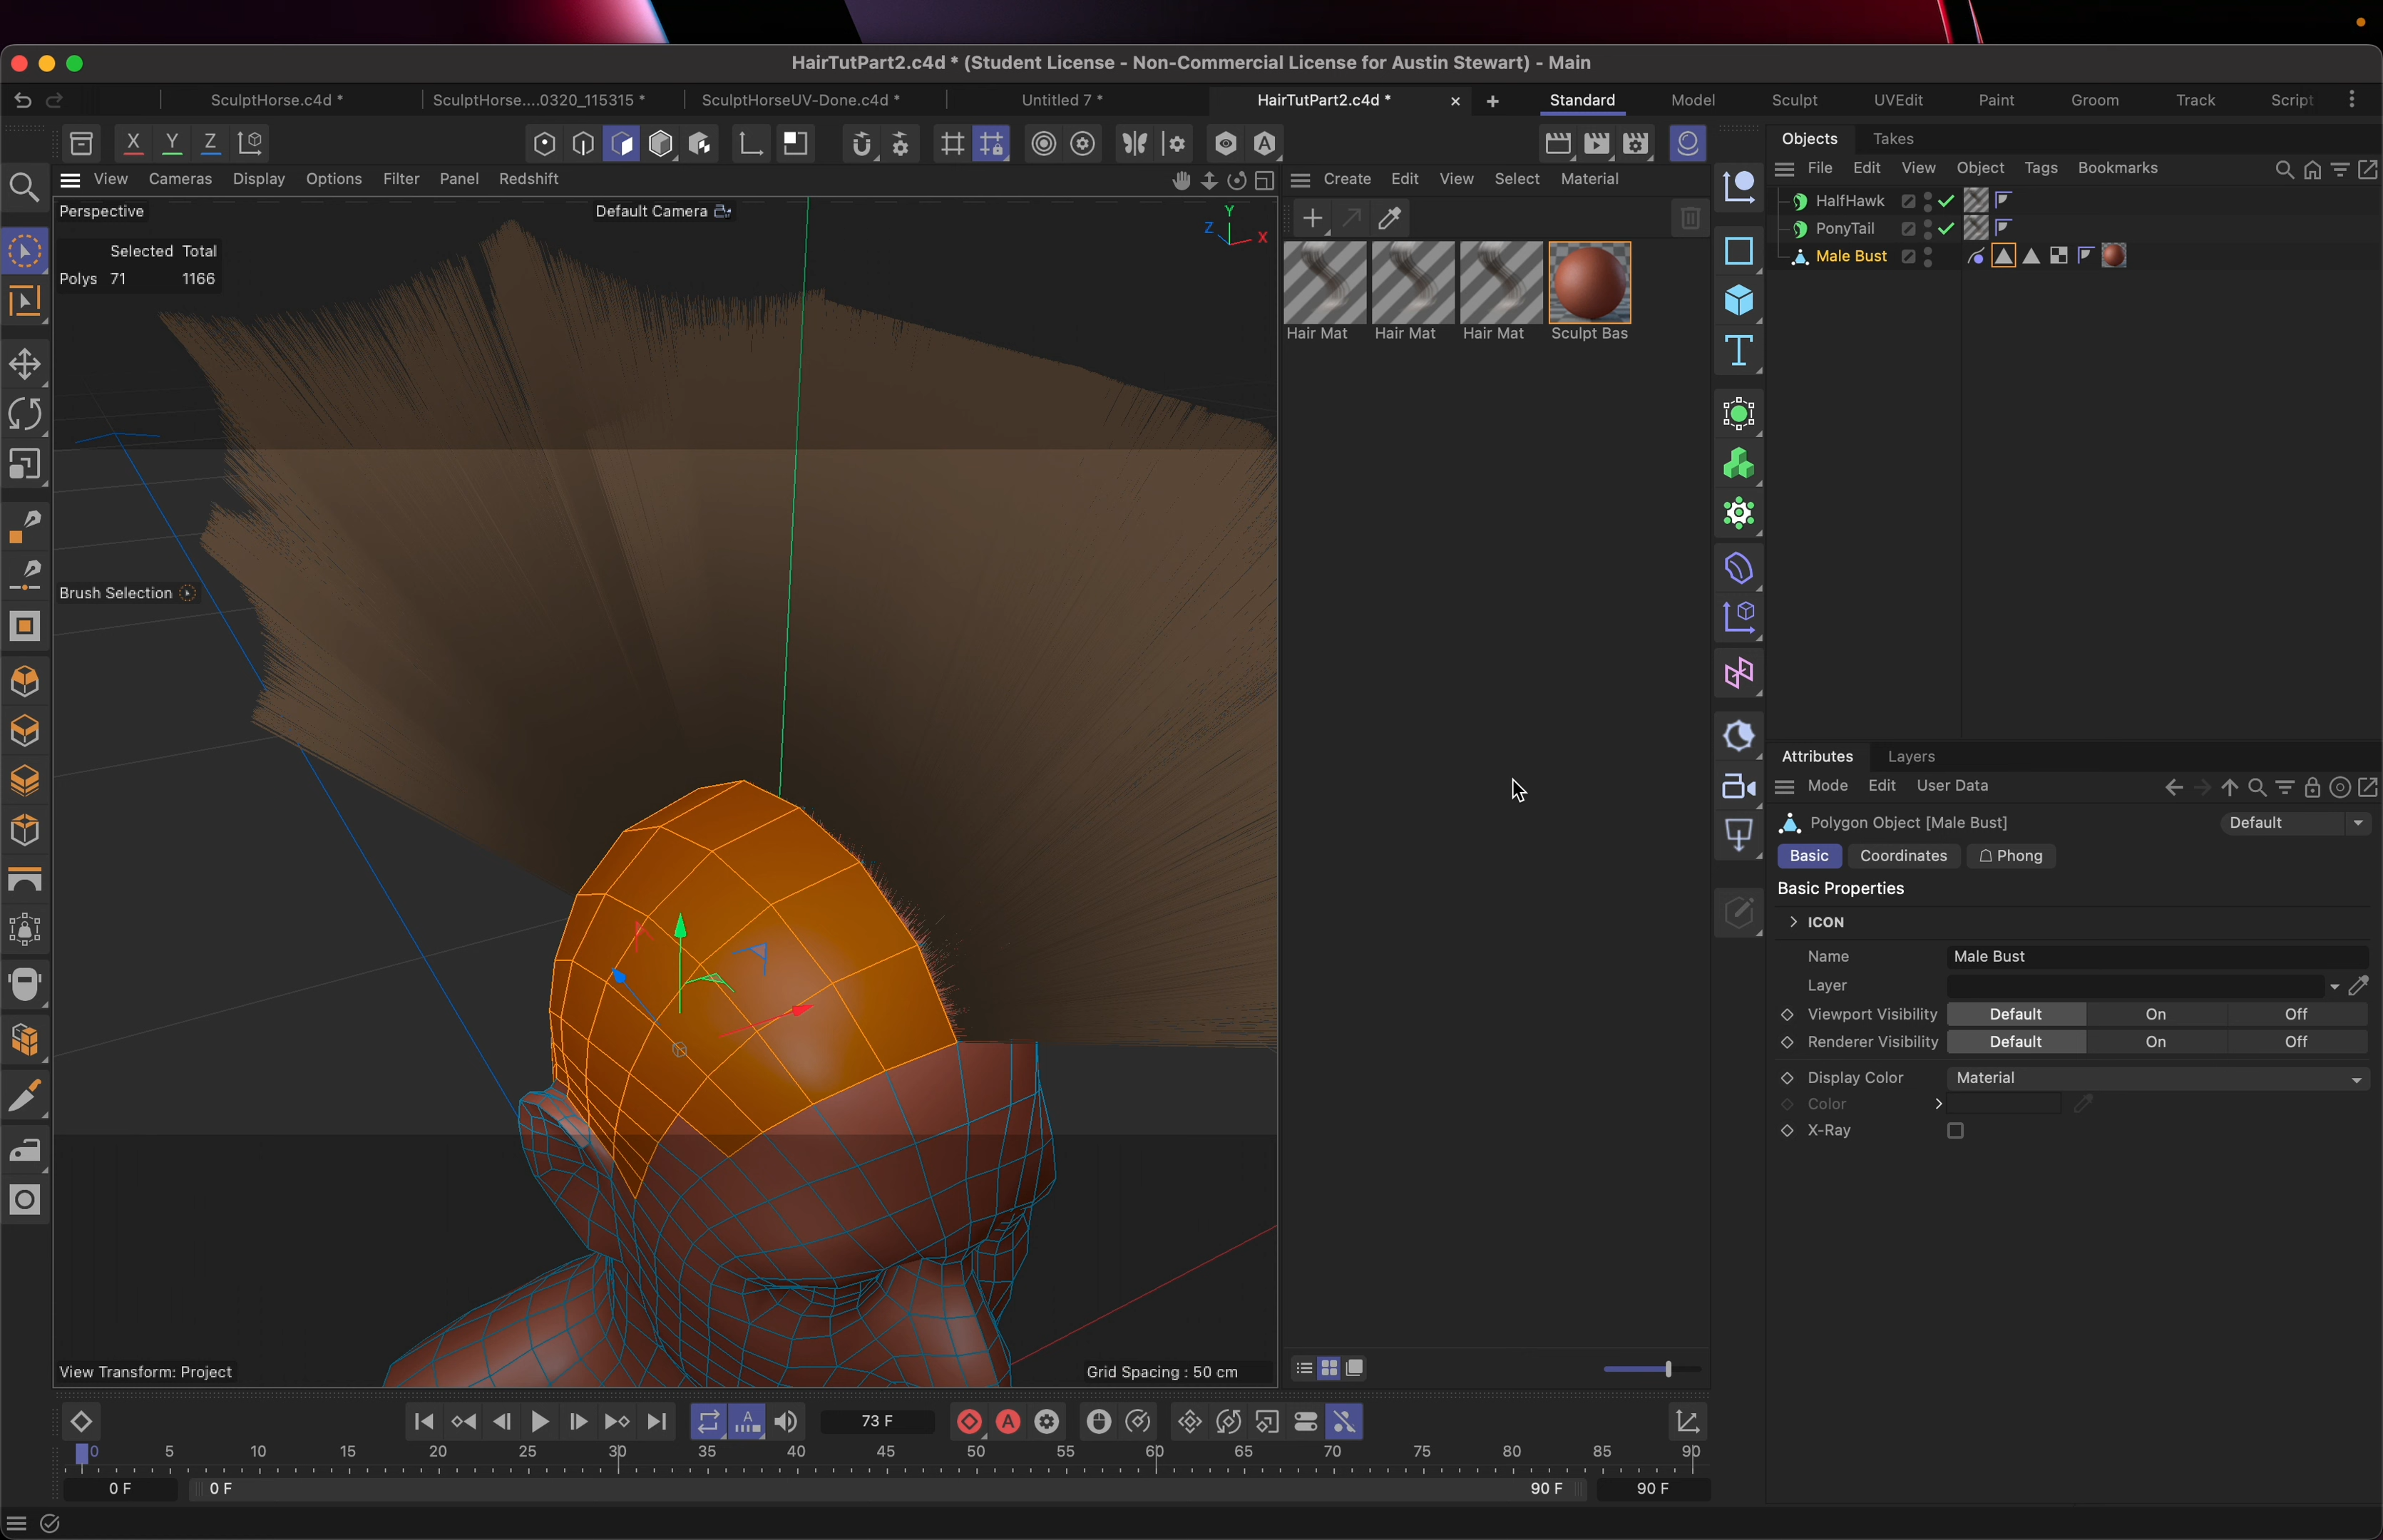 HairTutPart2.c4d * (Student License - Non-Commercial License for Austin Stewart) - Main
SculptHorse.c4d *
SculptHorse....0320_115315 *
SculptHorseUV-Done.c4d *
Untitled 7 *
HairTutPart2.c4d *
Standard
Model
Sculpt
UVEdit
Paint
Groom
Track
Script
X
Y
Z
Objects
Takes
File
Edit
View
Object
Tags
Bookmarks
View
Cameras
Display
Options
Filter
Panel
Redshift
Create
Edit
View
Select
Material
Perspective
Default Camera
Y
Z
X
Selected Total
Polys 71 1166
Brush Selection
View Transform: Project
Grid Spacing : 50 cm
Hair Mat
Hair Mat
Hair Mat
Sculpt Bas
HalfHawk
PonyTail
Male Bust
Attributes
Layers
Mode
Edit
User Data
Polygon Object [Male Bust]
Default
Basic
Coordinates
Phong
Basic Properties
ICON
Name
Male Bust
Layer
Viewport Visibility
Default
On
Off
Renderer Visibility
Default
On
Off
Display Color
Material
Color
X-Ray
73 F
0 5 10 15 20 25 30 35 40 45 50 55 60 65 70 75 80 85 90
0 F
0 F
90 F
90 F